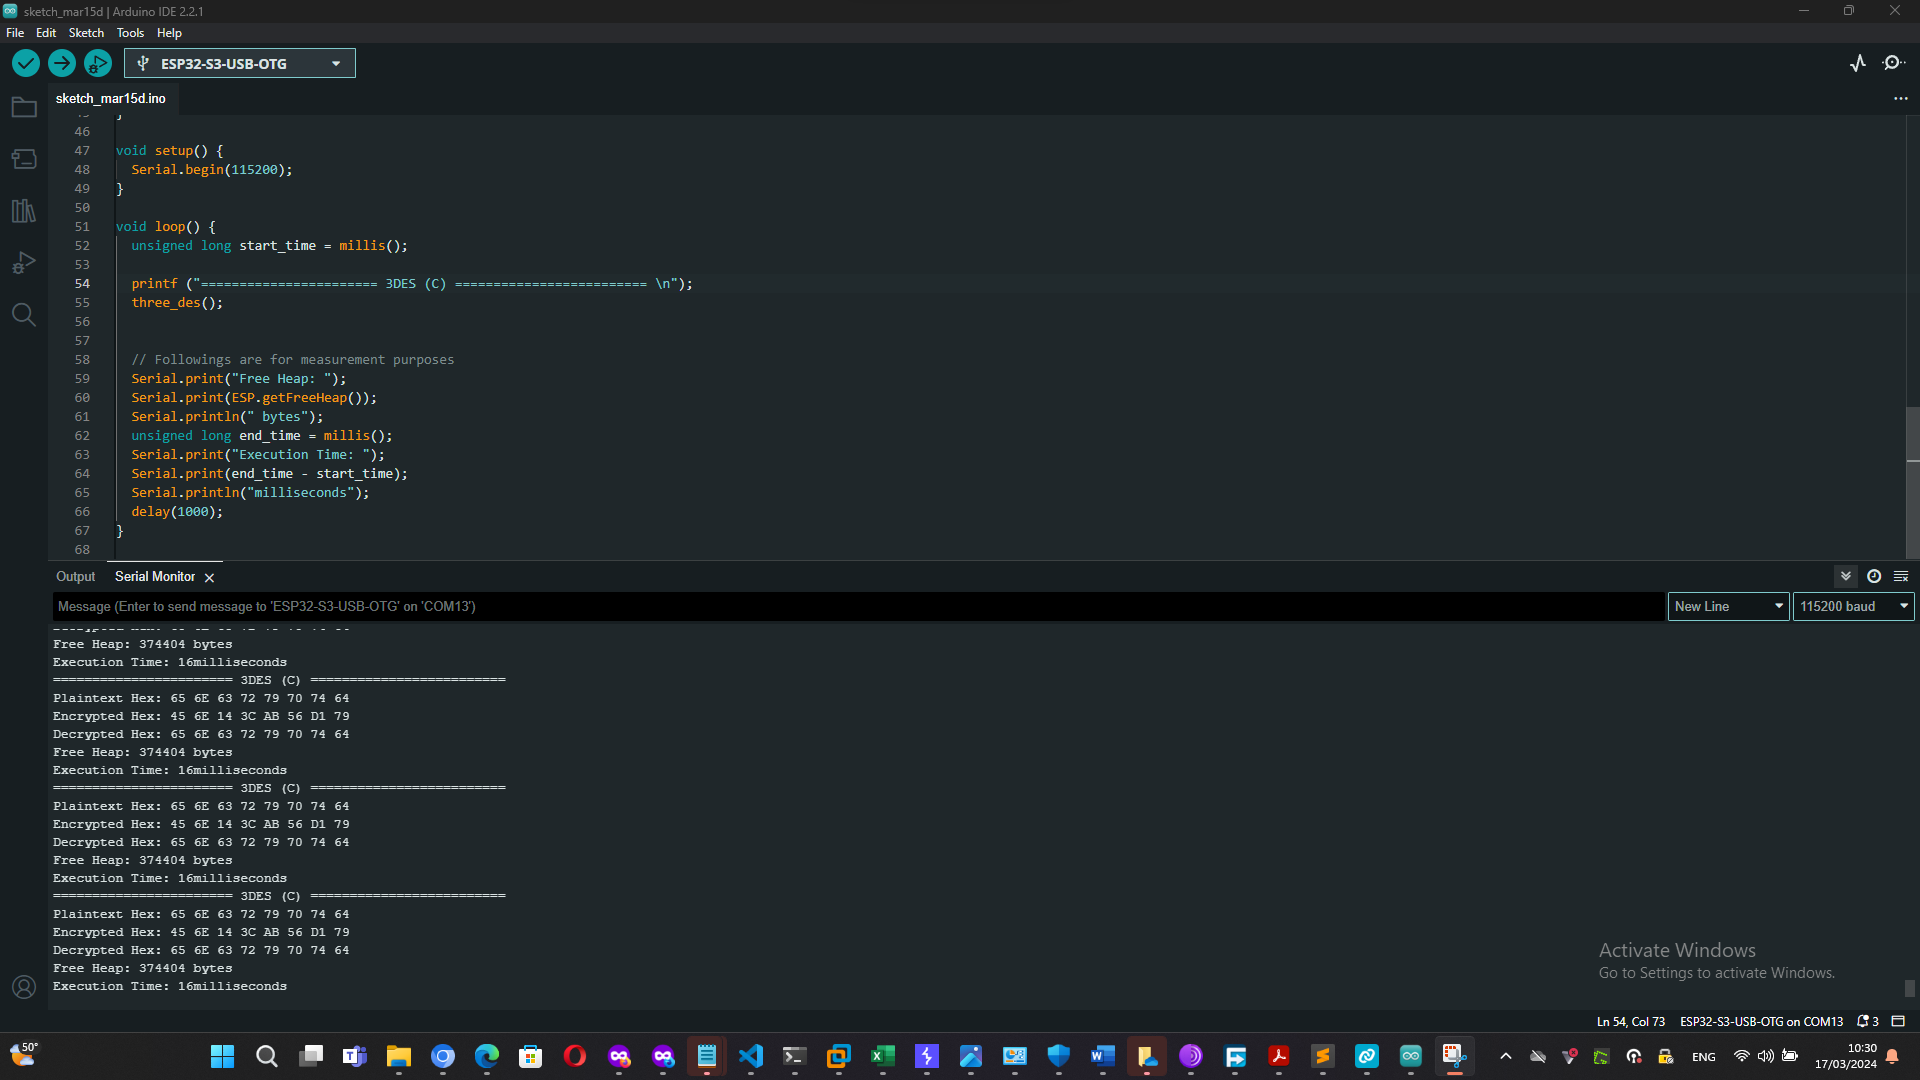 sketch_mar15d | Arduino IDE 2.2.1
File Edit Sketch Tools Help
ESP32-S3-USB-OTG
sketch_mar15d.ino
46
47 void setup() {
48 Serial.begin(115200);
49 }
50
51 void loop() {
52 unsigned long start_time = millis();
53
54 printf ("======================= 3DES (C) ========================= \n");
55 three_des();
56
57
58 // Followings are for measurement purposes
59 Serial.print("Free Heap: ");
60 Serial.print(ESP.getFreeHeap());
61 Serial.println(" bytes");
62 unsigned long end_time = millis();
63 Serial.print("Execution Time: ");
64 Serial.print(end_time - start_time);
65 Serial.println("milliseconds");
66 delay(1000);
67 }
68
Output Serial Monitor
Message (Enter to send message to 'ESP32-S3-USB-OTG' on 'COM13')
New Line
115200 baud
Free Heap: 374404 bytes
Execution Time: 16milliseconds
======================= 3DES (C) =========================
Plaintext Hex: 65 6E 63 72 79 70 74 64
Encrypted Hex: 45 6E 14 3C AB 56 D1 79
Decrypted Hex: 65 6E 63 72 79 70 74 64
Free Heap: 374404 bytes
Execution Time: 16milliseconds
======================= 3DES (C) =========================
Plaintext Hex: 65 6E 63 72 79 70 74 64
Encrypted Hex: 45 6E 14 3C AB 56 D1 79
Decrypted Hex: 65 6E 63 72 79 70 74 64
Free Heap: 374404 bytes
Execution Time: 16milliseconds
======================= 3DES (C) =========================
Plaintext Hex: 65 6E 63 72 79 70 74 64
Encrypted Hex: 45 6E 14 3C AB 56 D1 79
Decrypted Hex: 65 6E 63 72 79 70 74 64
Free Heap: 374404 bytes
Execution Time: 16milliseconds
Activate Windows
Go to Settings to activate Windows.
Ln 54, Col 73 ESP32-S3-USB-OTG on COM13 3
50°
ENG
10:30
17/03/2024